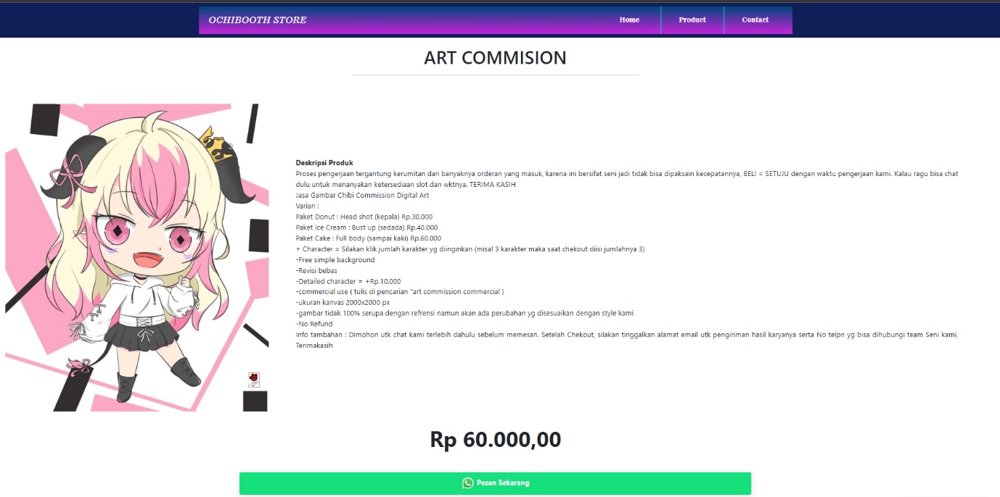 OCHIBOOTH STORE
Home
Product
Contact
ART COMMISION
Deskripsi Produk
Proses pengerjaan tergantung kerumitan dan banyaknya orderan yang masuk, karena ini bersifat seni jadi tidak bisa dipaksain kecepatannya, BELI = SETUJU dengan waktu pengerjaan kami. Kalau ragu bisa chat
dulu untuk menanyakan ketersediaan slot dan wktnya. TERIMA KASIH
Jasa Gambar Chibi Commission Digital Art
Varian :
Paket Donut : Head shot (kepala) Rp.30.000
Paket Ice Cream : Bust up (sedada) Rp.40.000
Paket Cake : Full body (sampai kaki) Rp.60.000
+ Character = Silakan klik jumlah karakter yg diinginkan (misal 3 karakter maka saat chekout diisi jumlahnya 3)
-Free simple background
-Revisi bebas
-Detailed character = +Rp.10.000
-commercial use ( tulis di pencarian "art commission commercial )
-ukuran kanvas 2000x2000 px
-gambar tidak 100% serupa dengan refrensi namun akan ada perubahan yg disesuaikan dengan style kami
-No Refund
Info tambahan : Dimohon utk chat kami terlebih dahulu sebelum memesan. Setelah Chekout, silakan tinggalkan alamat email utk pengiriman hasil karyanya serta No telpn yg bisa dihubungi team Seni kami,
Terimakasih
Rp 60.000,00
Pesan Sekarang